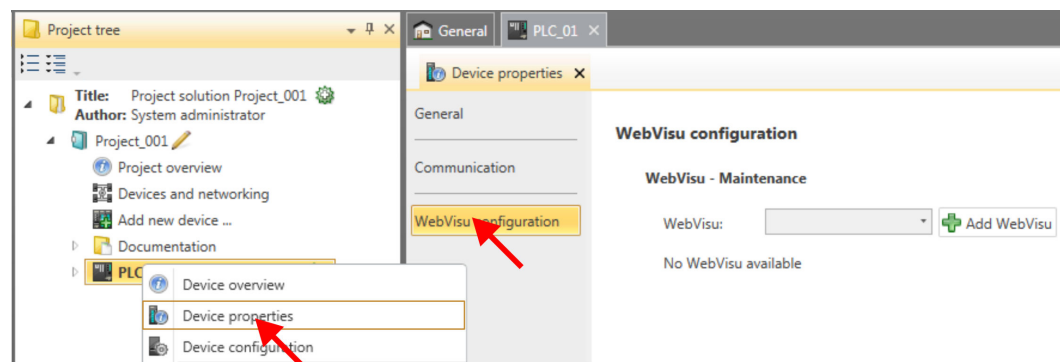 Project tree
Title: Project solution Project_001
Author: System administrator
Project_001
Project overview
Devices and networking
Add new device ...
Documentation
PLC
Device overview
Device properties
Device configuration
General
PLC_01
Device properties
General
Communication
WebVisu configuration
WebVisu configuration
WebVisu - Maintenance
WebVisu:
Add WebVisu
No WebVisu available